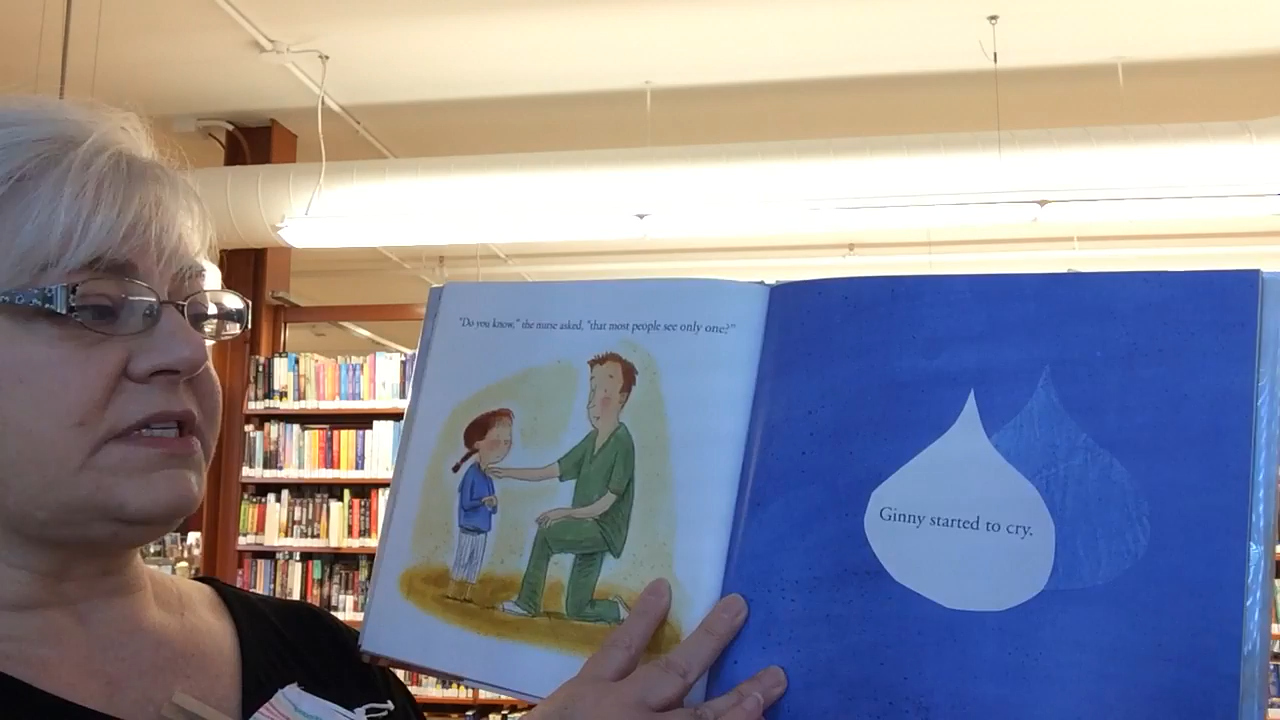 "Do you know," the nurse asked, "that most people see only one?"
Ginny started to cry.